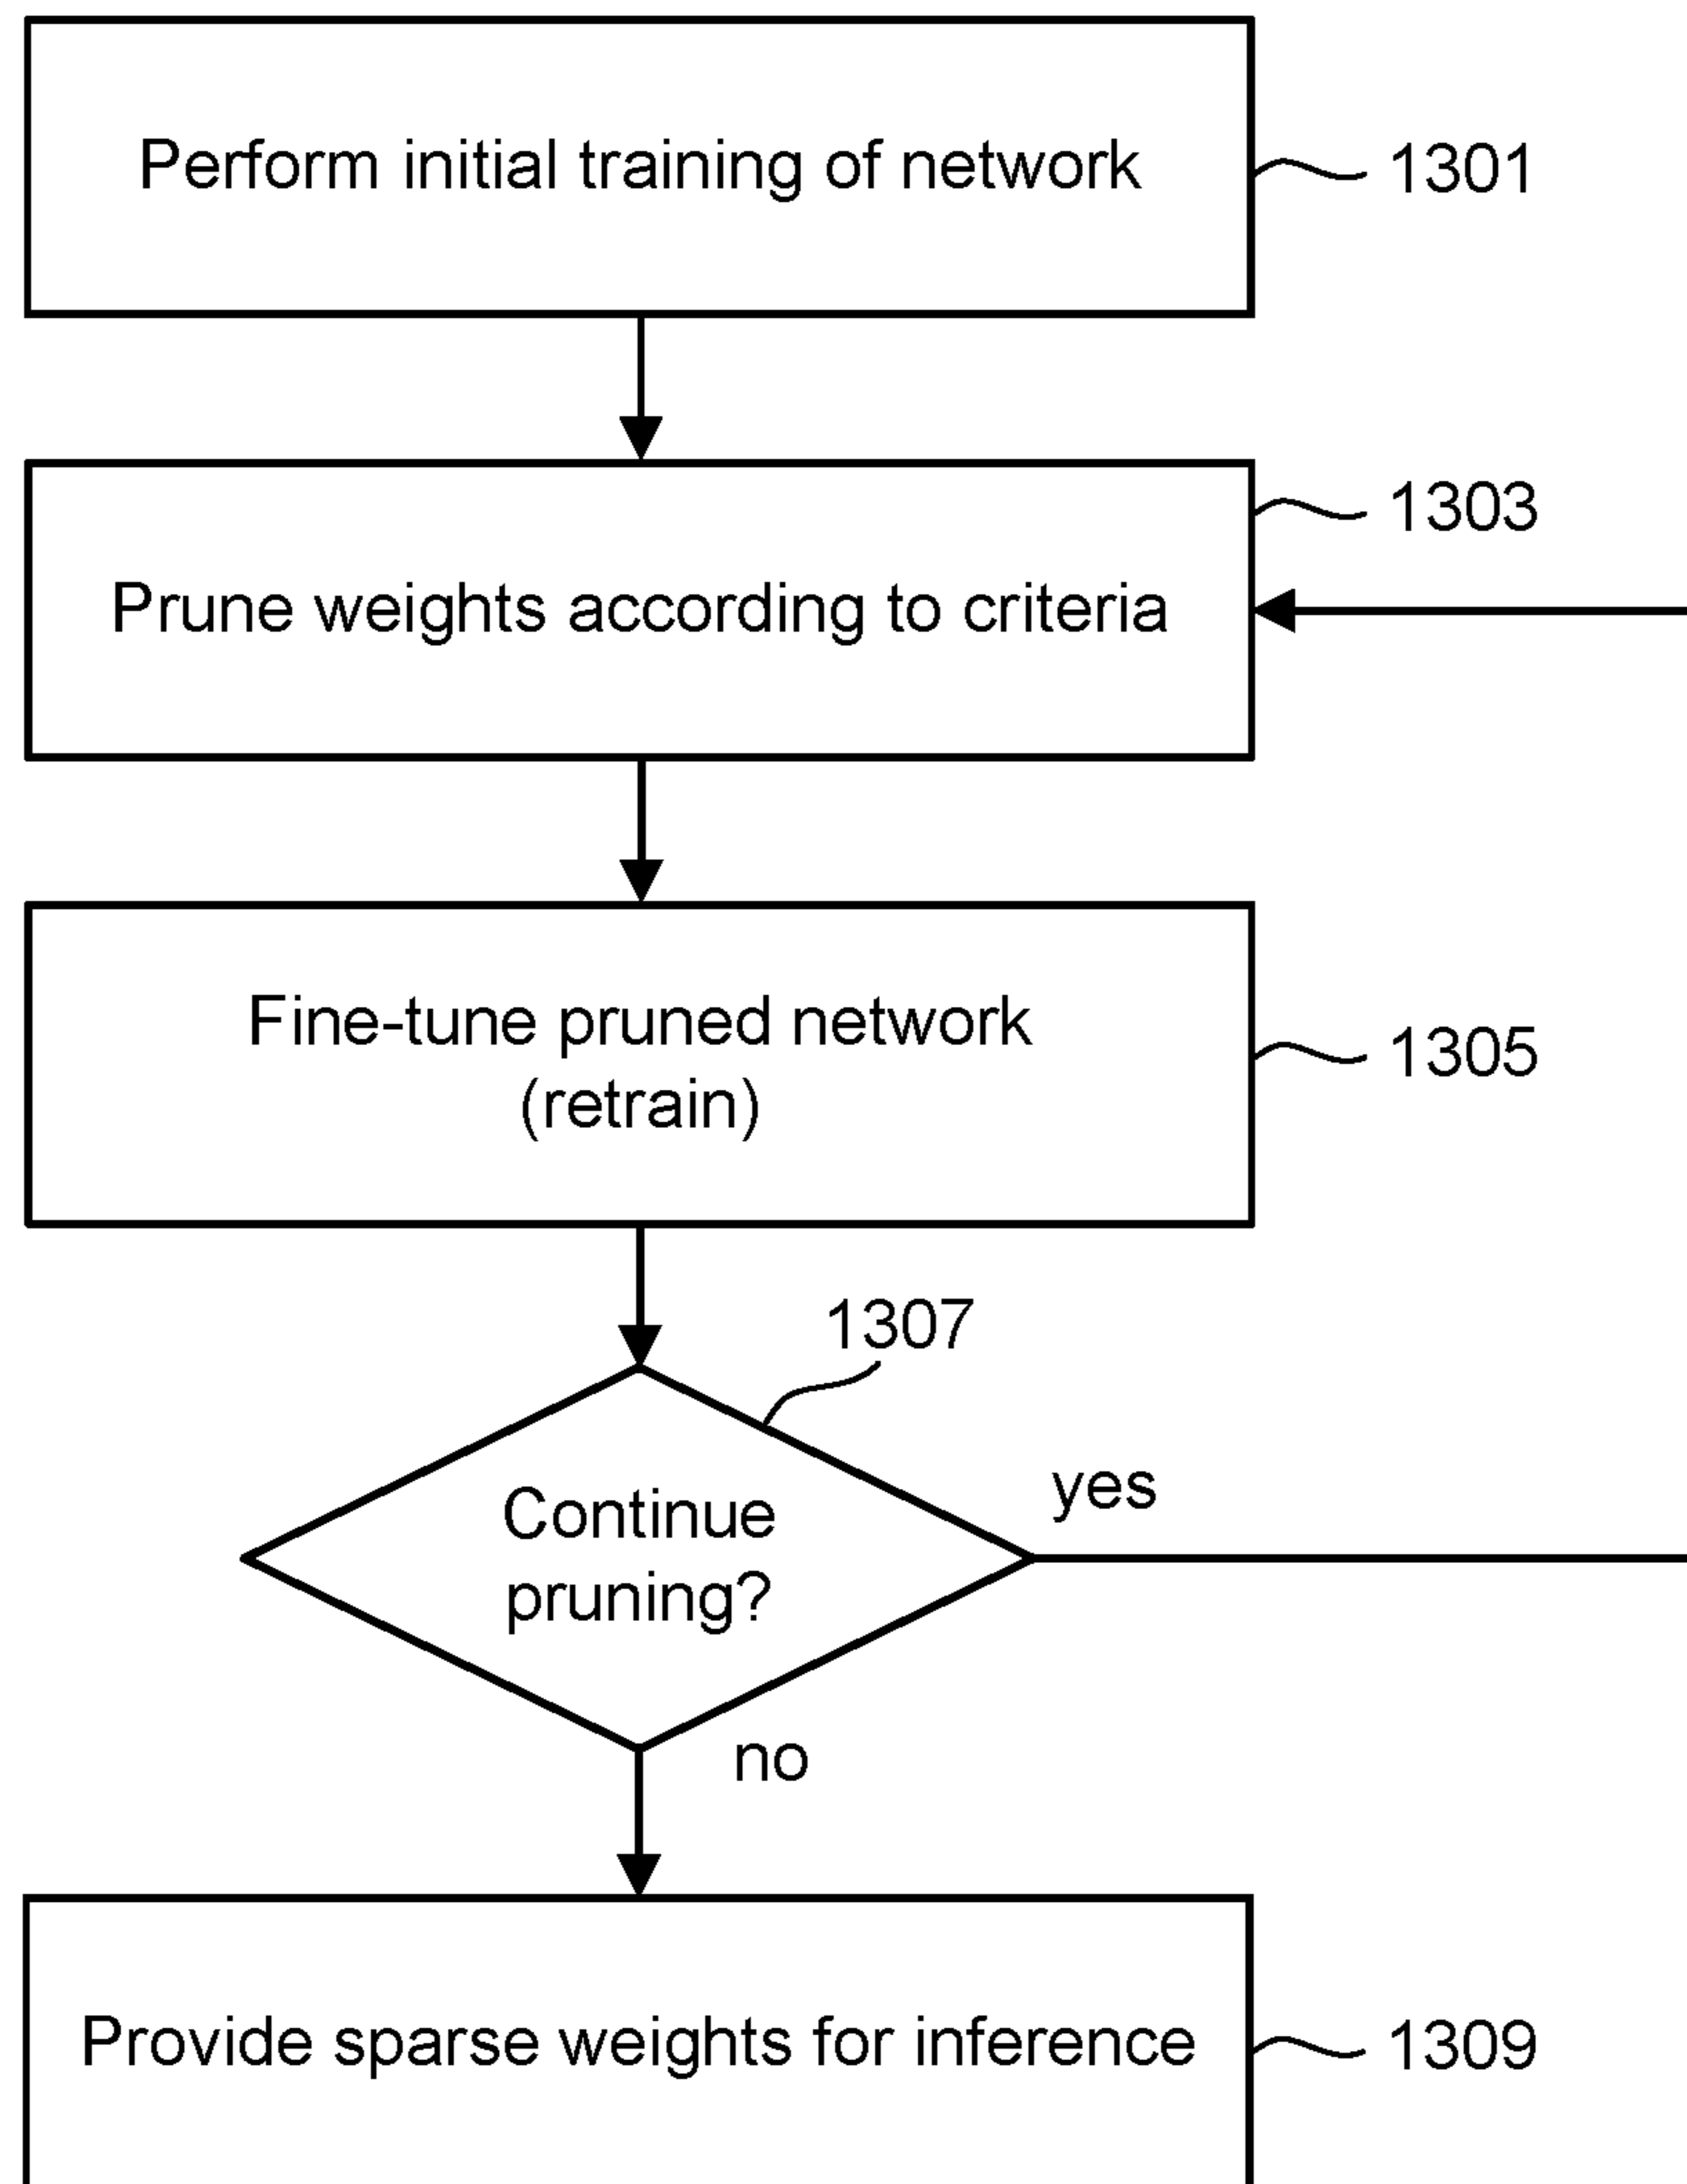 Perform initial training of network
1301
1303
Prune weights according to criteria
Fine-tune pruned network
(retrain)
1305
1307
Continue
pruning?
yes
no
Provide sparse weights for inference
1309